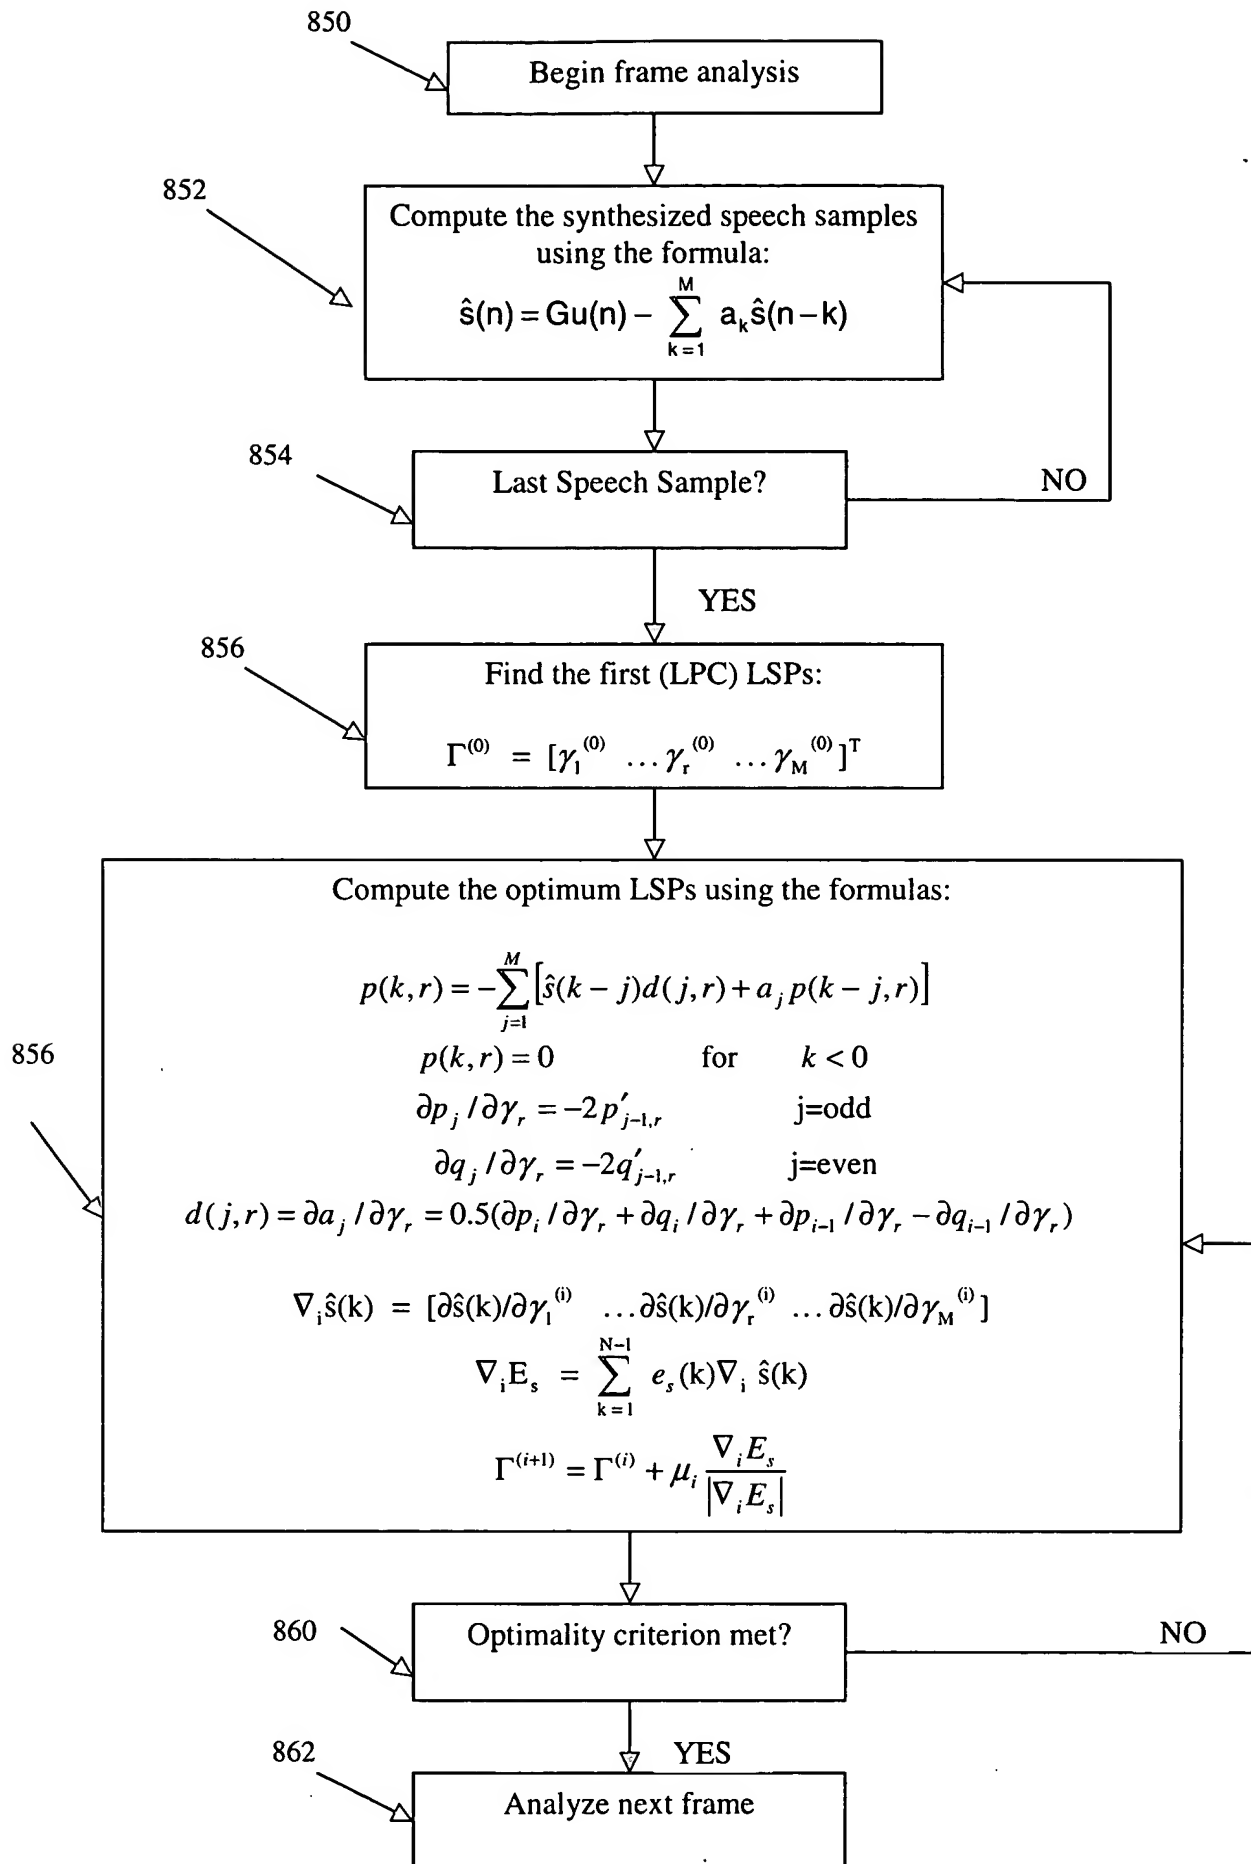 850
Begin frame analysis
852
Compute the synthesized speech samples
using the formula:
ŝ(n) = Gu(n) − ∑_{k=1}^{M} a_k ŝ(n−k)
854
Last Speech Sample?
NO
YES
856
Find the first (LPC) LSPs:
Γ^(0) = [γ_1^(0) …γ_r^(0) …γ_M^(0)]^T
Compute the optimum LSPs using the formulas:
p(k,r) = −∑_{j=1}^{M} [ŝ(k−j)d(j,r) + a_j p(k−j,r)]
856
p(k,r) = 0 for k < 0
∂p_j /∂γ_r = −2p′_{j−1,r} j=odd
∂q_j /∂γ_r = −2q′_{j−1,r} j=even
d(j,r) = ∂a_j /∂γ_r = 0.5(∂p_i /∂γ_r + ∂q_i /∂γ_r + ∂p_{i−1} /∂γ_r − ∂q_{i−1} /∂γ_r)
∇_i ŝ(k) = [∂ŝ(k)/∂γ_1^(i) …∂ŝ(k)/∂γ_r^(i) …∂ŝ(k)/∂γ_M^(i)]
∇_i E_s = ∑_{k=1}^{N−1} e_s(k)∇_i ŝ(k)
Γ^(i+1) = Γ^(i) + μ_i ∇_i E_s / |∇_i E_s|
860
Optimality criterion met?
NO
862
YES
Analyze next frame